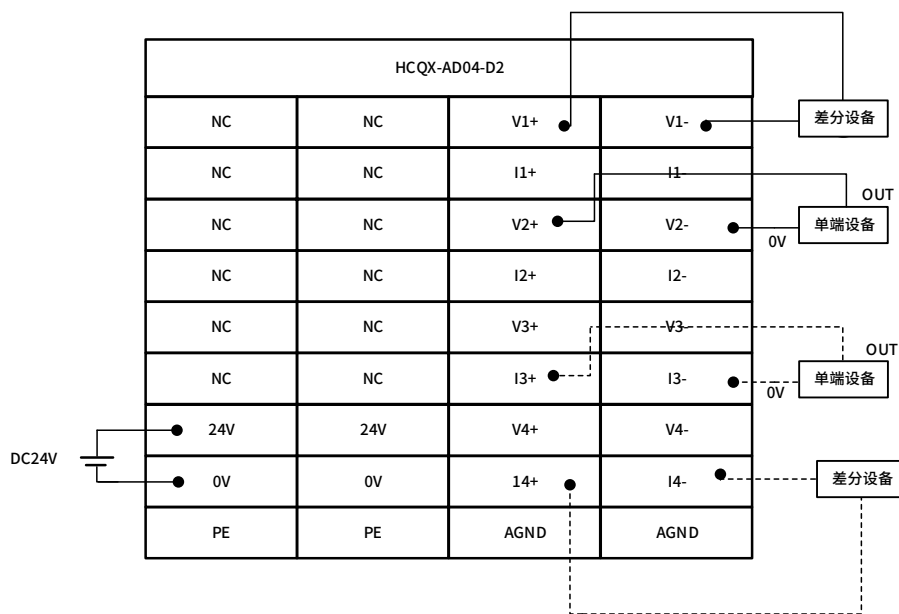 HCQX-AD04-D2
NC NC V1+ V1- 差分设备
NC NC I1+ I1-
OUT
NC NC V2+ V2- 单端设备
0V
NC NC I2+ I2-
NC NC V3+ V3-
OUT
NC NC I3+ I3- 单端设备
0V
24V 24V V4+ V4-
DC24V
0V 0V 14+ I4- 差分设备
PE PE AGND AGND